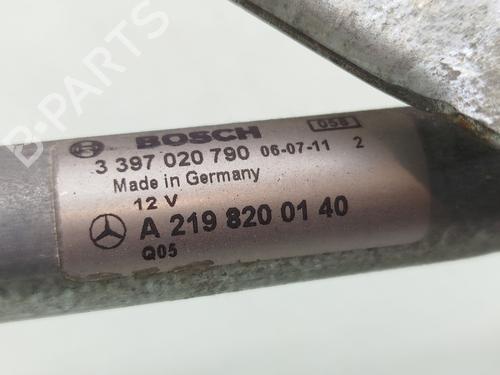 B-PARTS
BOSCH 058
3 397 020 790 06-07-11 2
Made in Germany
12 V
A 219 820 01 40
Q05